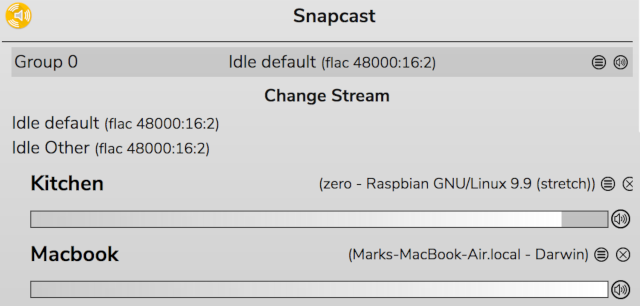 Snapcast
Group 0 Idle default (flac 48000:16:2)
Change Stream
Idle default (flac 48000:16:2)
Idle Other (flac 48000:16:2)
Kitchen (zero - Raspbian GNU/Linux 9.9 (stretch))
Macbook (Marks-MacBook-Air.local - Darwin)